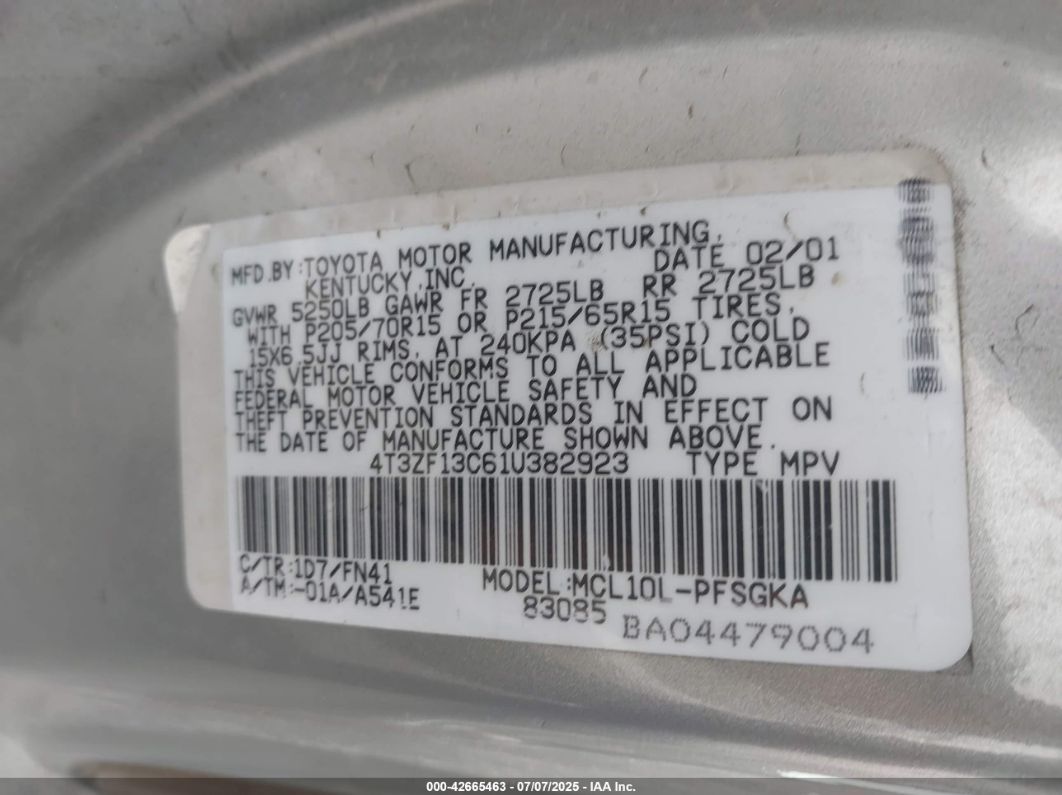 MFD.BY:TOYOTA MOTOR MANUFACTURING,
KENTUCKY,INC. DATE 02/01
GVWR 5250LB GAWR FR 2725LB RR 2725LB
WITH P205/70R15 OR P215/65R15 TIRES,
15X6.5JJ RIMS, AT 240KPA (35PSI) COLD
THIS VEHICLE CONFORMS TO ALL APPLICABLE
FEDERAL MOTOR VEHICLE SAFETY AND
THEFT PREVENTION STANDARDS IN EFFECT ON
THE DATE OF MANUFACTURE SHOWN ABOVE.
4T3ZF13C61U382923 TYPE MPV
C/TR:1D7/FN41 MODEL:MCL10L-PFSGKA
A/TM:-01A/A541E 83085 BA04479004
000-42665463 - 07/07/2025 - IAA Inc.